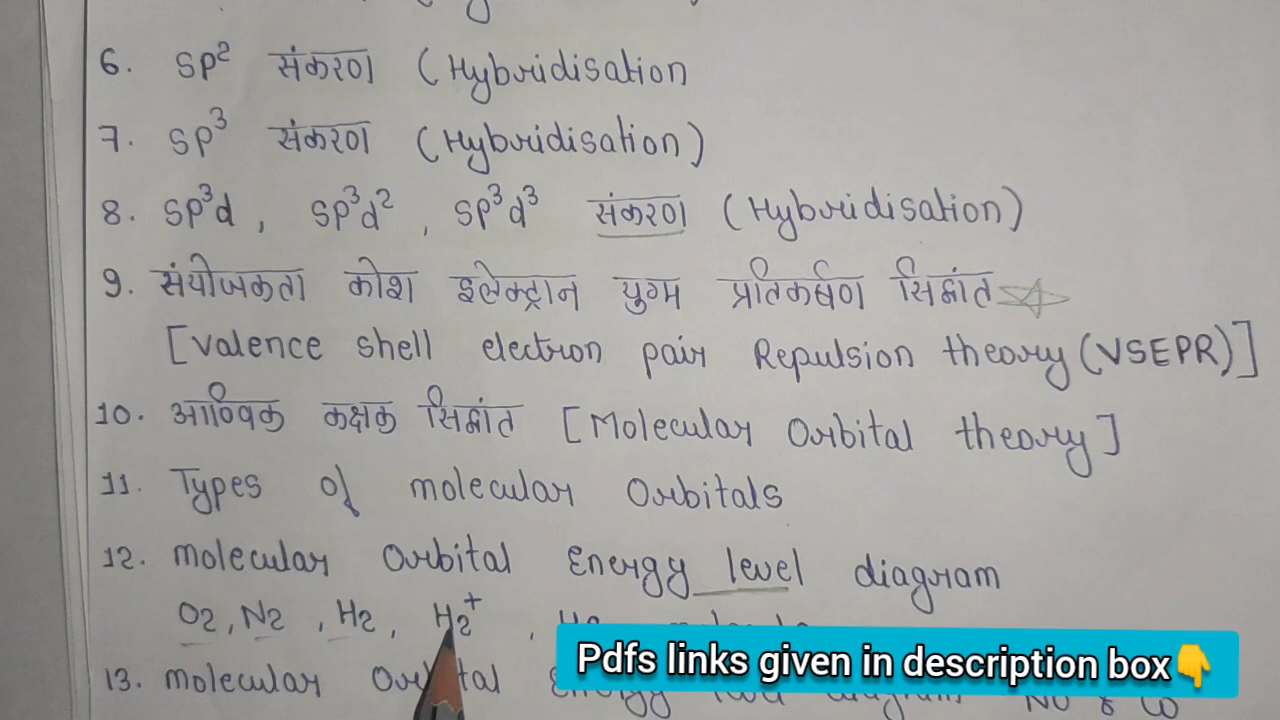 6. sp² संकरण (Hybridisation
7. sp³ संकरण (Hybridisation)
8. sp³d, sp³d², sp³d³ संकरण (Hybridisation)
9. संयोजकता कोश इलेक्ट्रान युग्म प्रतिकर्षण सिद्धांत
[Valence shell electron pair Repulsion theory (VSEPR)]
10. आण्विक कक्षक सिद्धांत [Molecular Orbital theory]
11. Types of molecular Orbitals
12. molecular Orbital Energy level diagram
O2, N2, H2, H2⁺,
13. molecular Orbital Energy
Pdfs links given in description box👇